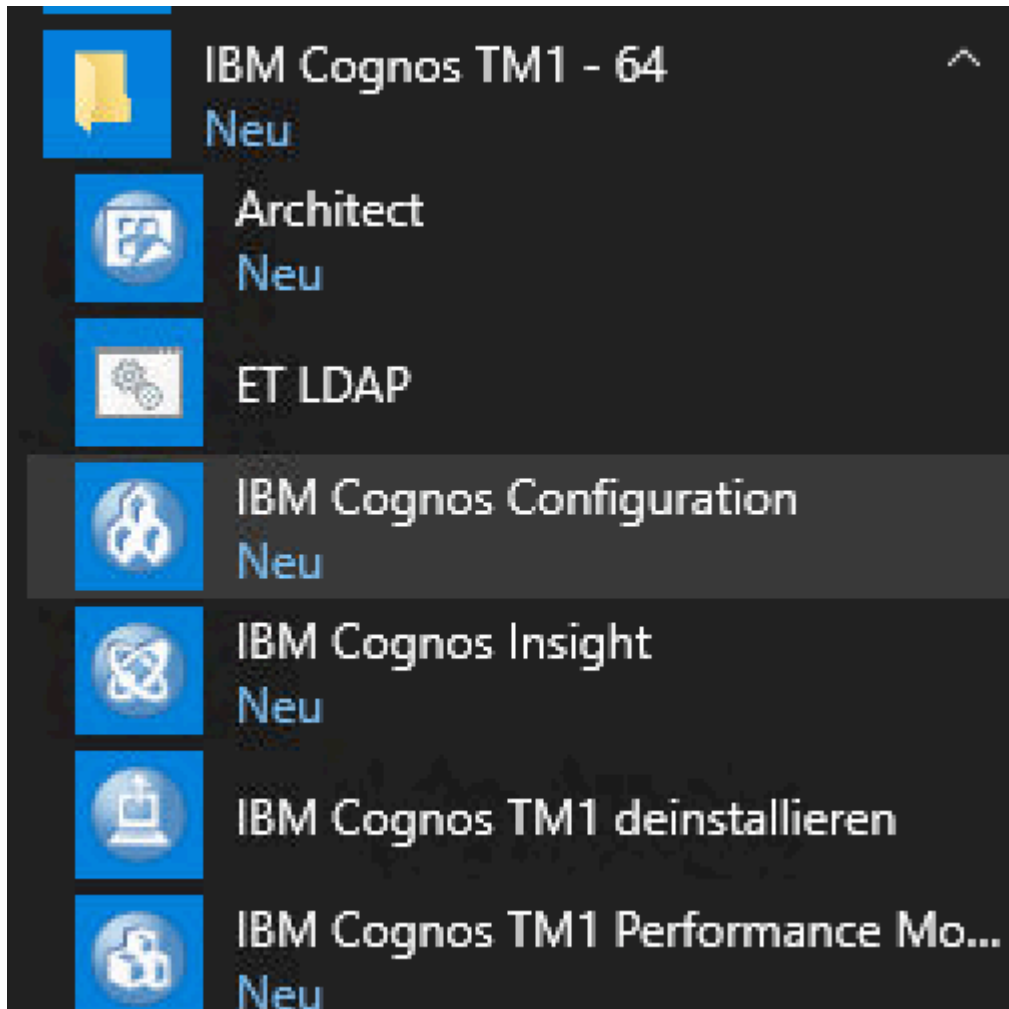 IBM Cognos TM1 - 64
Neu
Architect
Neu
ET LDAP
IBM Cognos Configuration
Neu
IBM Cognos Insight
Neu
IBM Cognos TM1 deinstallieren
IBM Cognos TM1 Performance Mo...
Neu